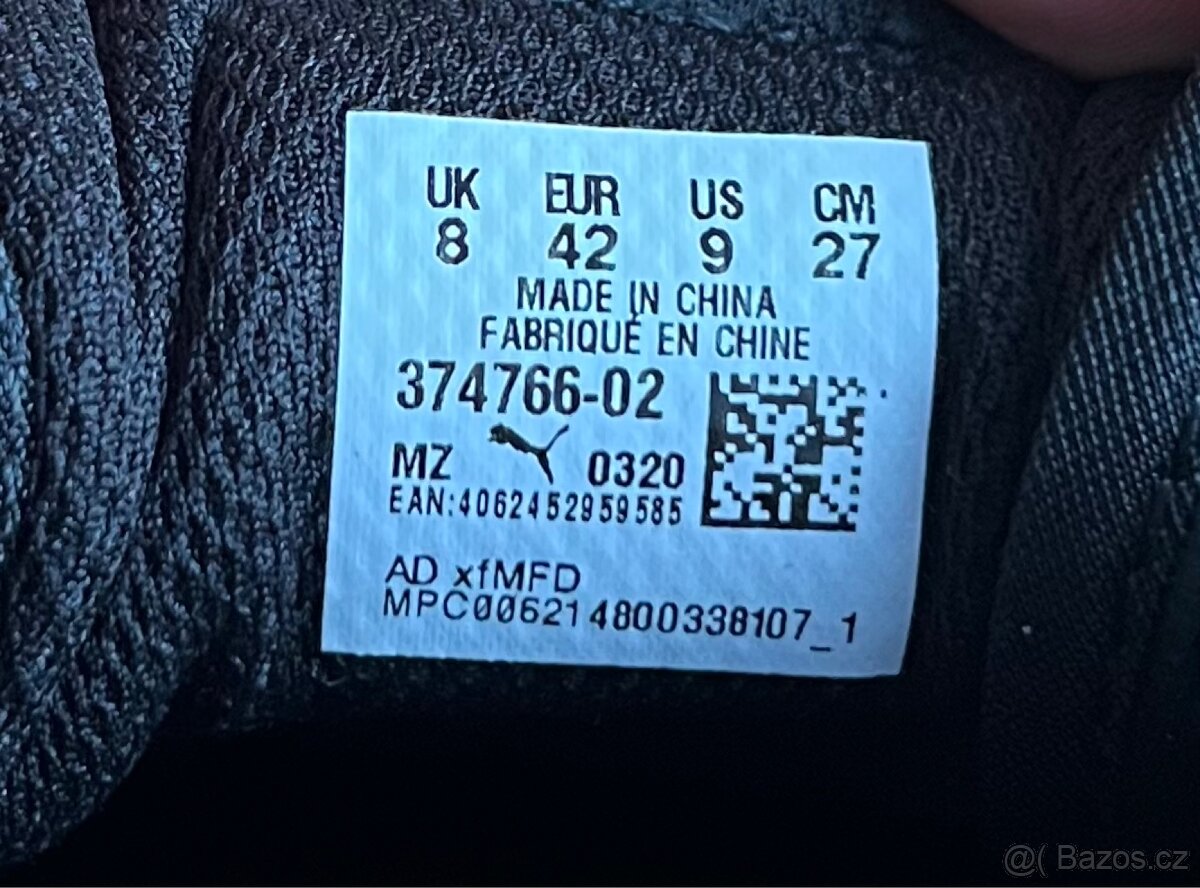 UK EUR US CM
8 42 9 27
MADE IN CHINA
FABRIQUÉ EN CHINE
374766-02
MZ 0320
EAN:4062452959585
AD xfMFD
MPC006214800338107_1
@( Bazos.cz